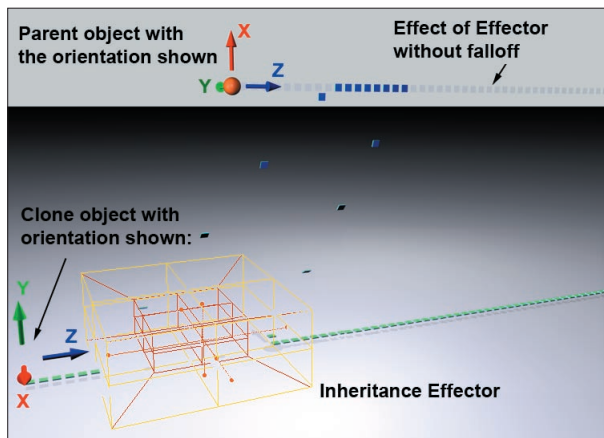 Parent object with
the orientation shown
X
Y
Z
Effect of Effector
without falloff
Clone object with
orientation shown:
Y
Z
X
Inheritance Effector